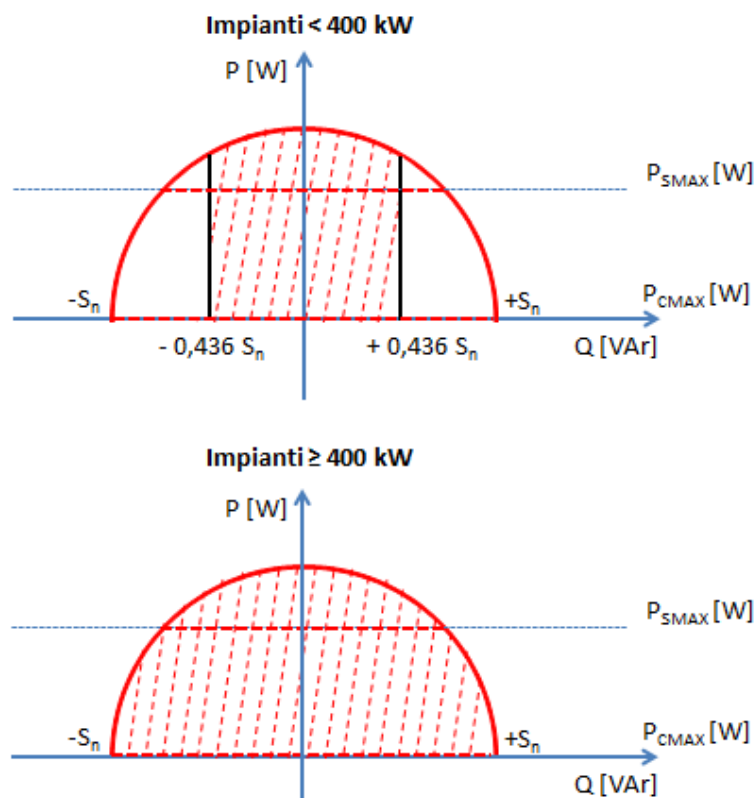 Impianti < 400 kW
P [W]
P_SMAX [W]
-S_n
+S_n
P_CMAX [W]
- 0,436 S_n
+ 0,436 S_n
Q [VAr]
Impianti ≥ 400 kW
P [W]
P_SMAX [W]
-S_n
+S_n
P_CMAX [W]
Q [VAr]